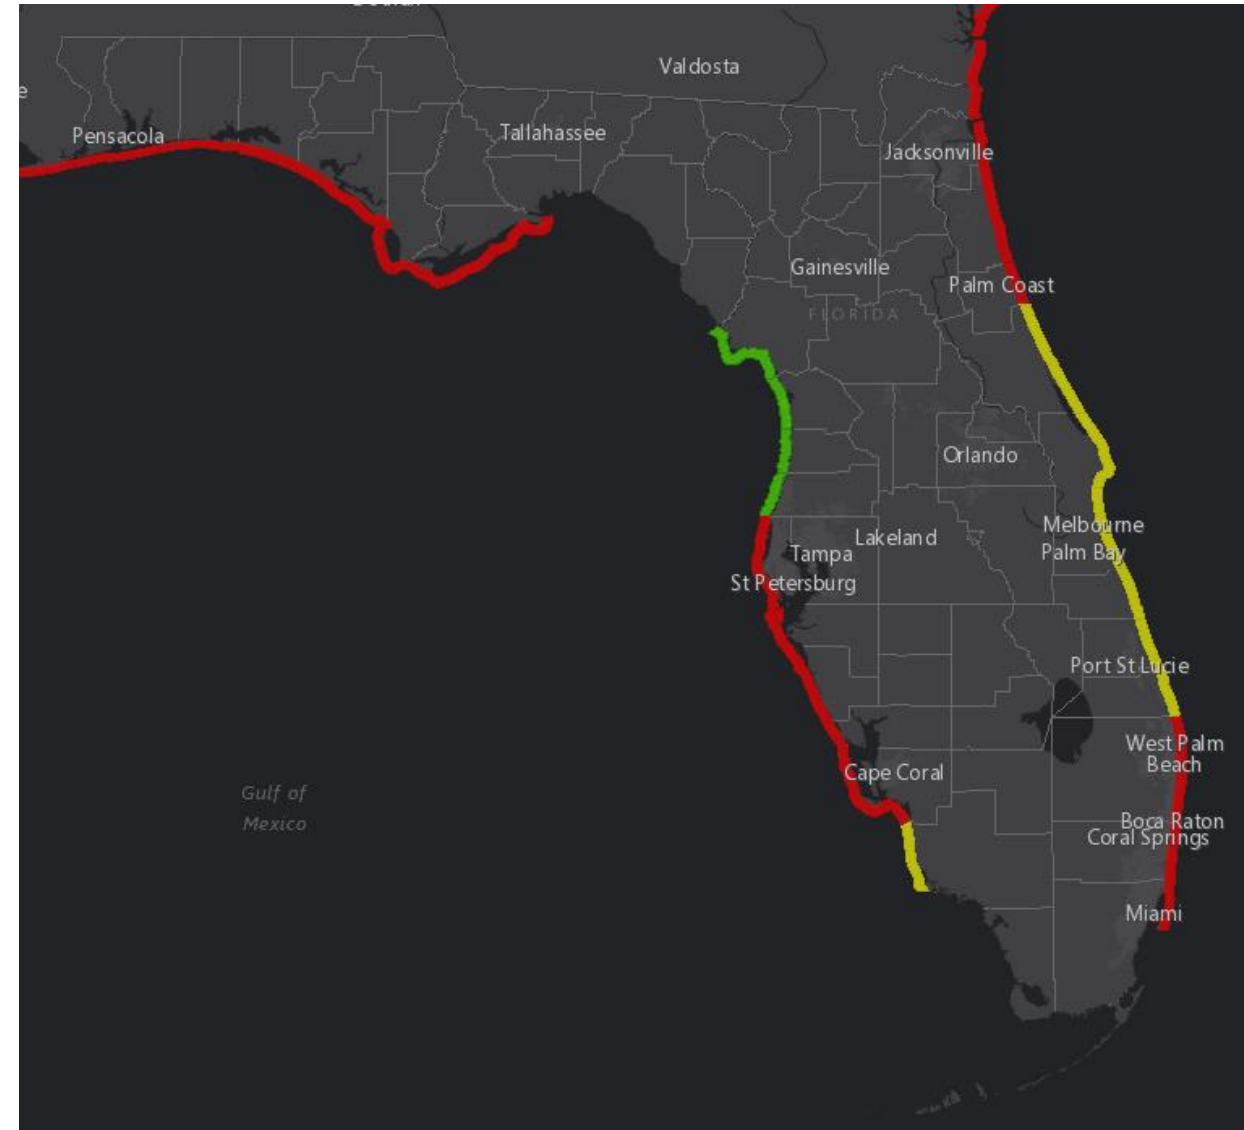 Valdosta
Pensacola
Tallahassee
Jacksonville
Gainesville
Palm Coast
FLORIDA
Orlando
Melbourne
Lakeland
Tampa
Palm Bay
St Petersburg
Port St Lucie
West Palm
Beach
Cape Coral
Gulf of
Mexico
Boca Raton
Coral Springs
Miami